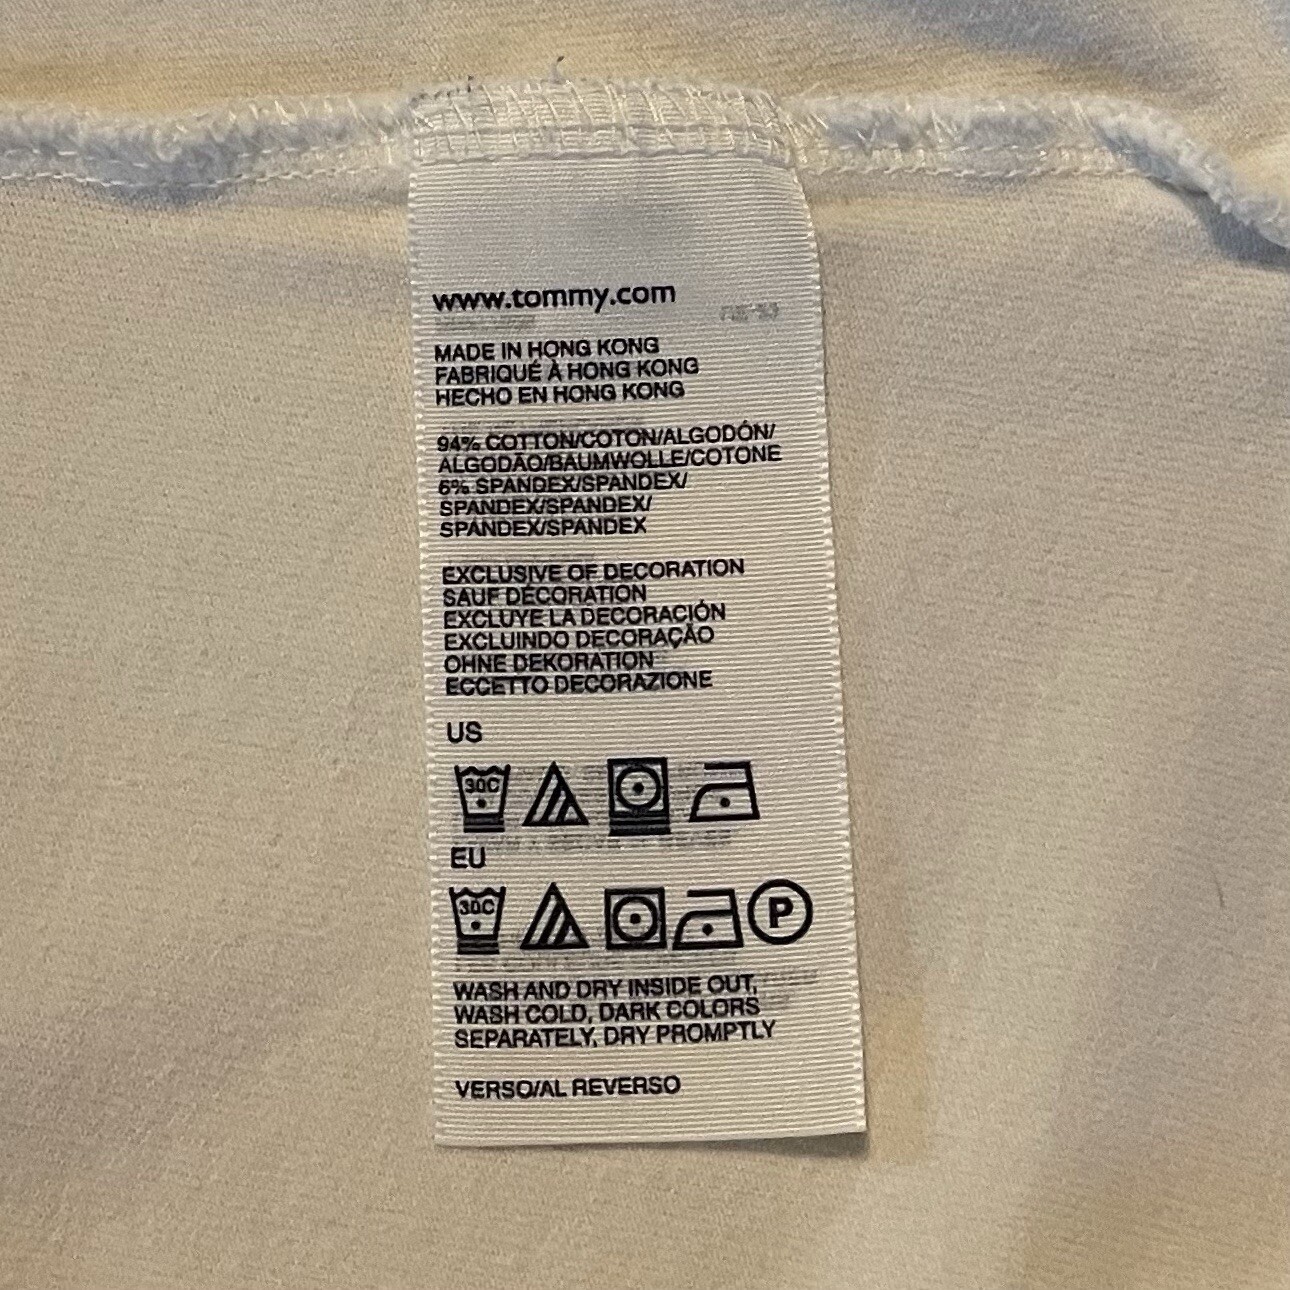 www.tommy.com
MADE IN HONG KONG
FABRIQUÉ À HONG KONG
HECHO EN HONG KONG
94% COTTON/COTON/ALGODÓN/
ALGODÃO/BAUMWOLLE/COTONE
6% SPANDEX/SPANDEX/
SPANDEX/SPANDEX/
SPANDEX/SPANDEX
EXCLUSIVE OF DECORATION
SAUF DÉCORATION
EXCLUYE LA DECORACIÓN
EXCLUINDO DECORAÇÃO
OHNE DEKORATION
ECCETTO DECORAZIONE
US
30C
EU
30C P
WASH AND DRY INSIDE OUT,
WASH COLD, DARK COLORS
SEPARATELY, DRY PROMPTLY
VERSO/AL REVERSO